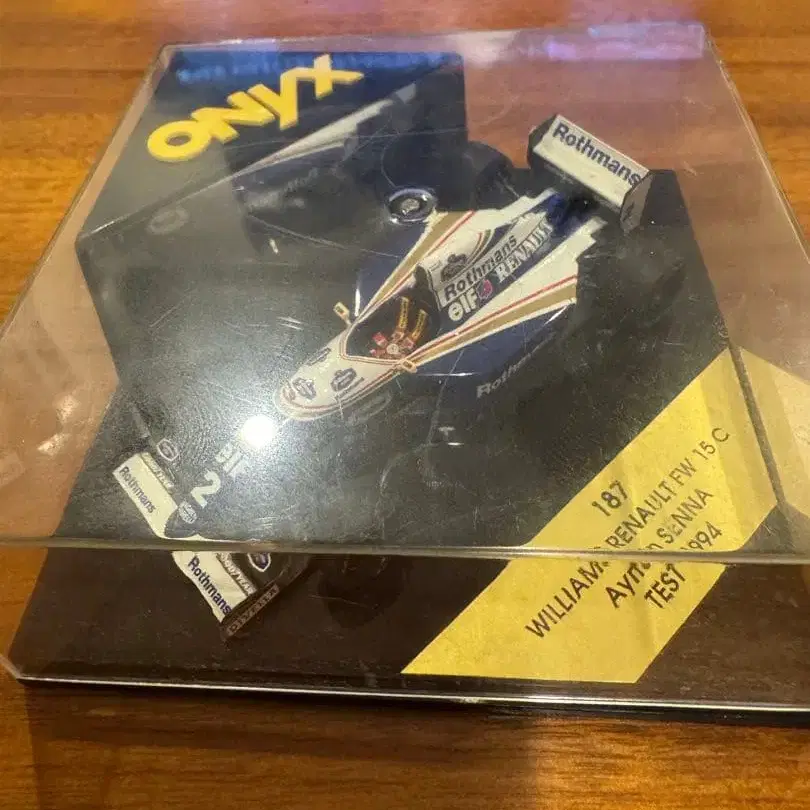 ONYX
Rothmans
Rothmans
RENAULT
elf
Rothmans
elf
2
Rothmans
Rothmans
187
WILLIAMS RENAULT FW 15 C
Ayrton SENNA
TEST 1994